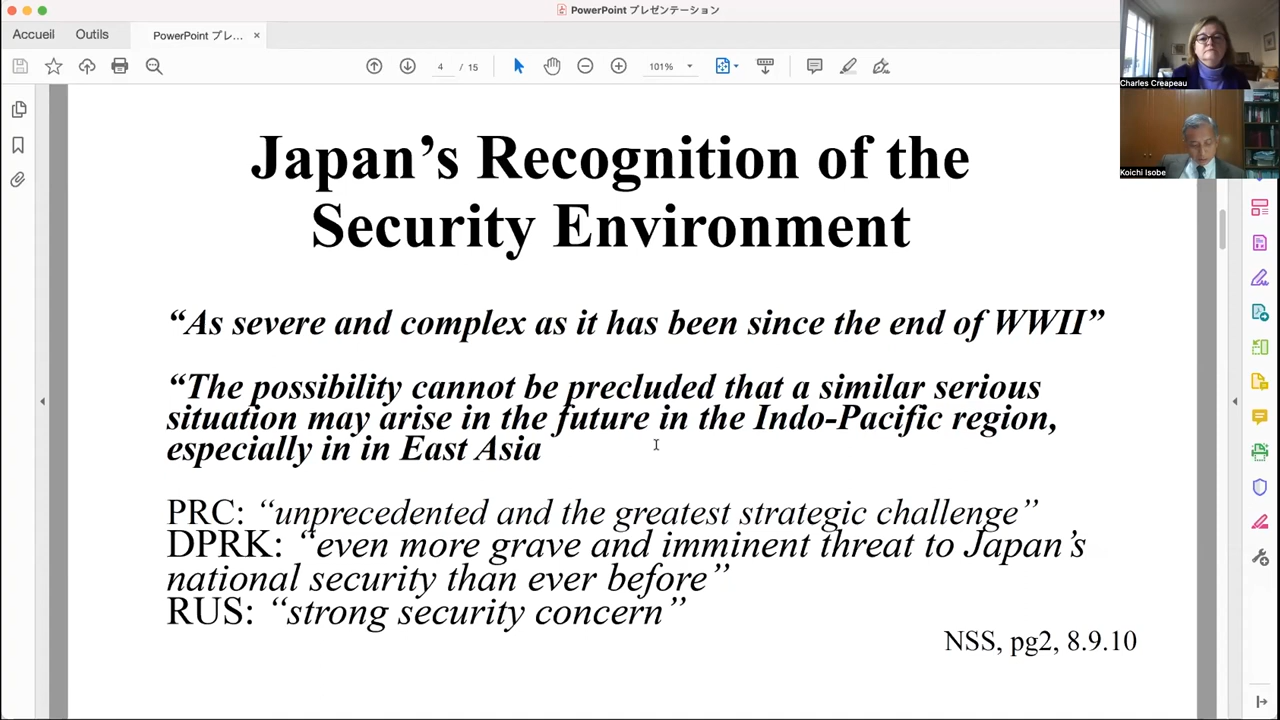 PowerPoint プレゼンテーション
Accueil
Outils
PowerPoint プレ...
4
/ 15
101%
Charles Creapeau
Koichi Isobe
Japan’s Recognition of the
Security Environment
“As severe and complex as it has been since the end of WWII”
“The possibility cannot be precluded that a similar serious
situation may arise in the future in the Indo-Pacific region,
especially in in East Asia
PRC: “unprecedented and the greatest strategic challenge”
DPRK: “even more grave and imminent threat to Japan’s
national security than ever before”
RUS: “strong security concern”
NSS, pg2, 8.9.10